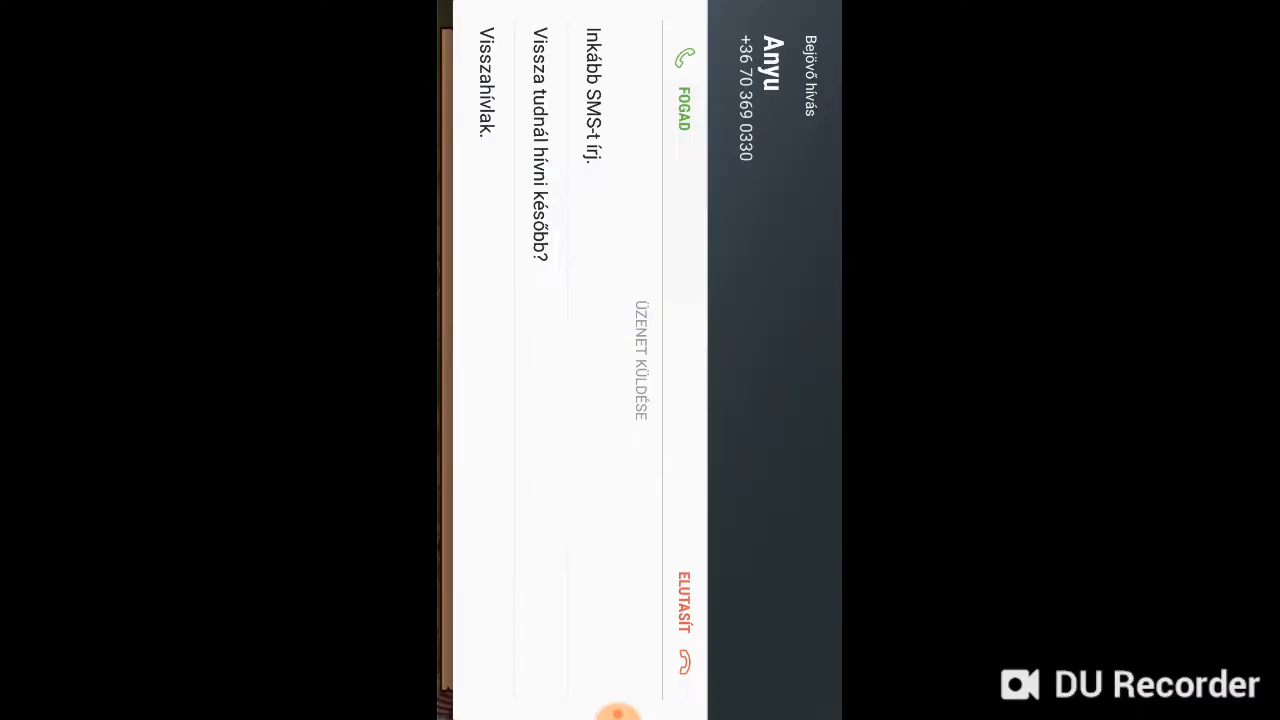 Bejövő hívás
Anyu
+36 70 369 0330
FOGAD
ELUTASÍT
ÜZENET KÜLDÉSE
Inkább SMS-t írj.
Vissza tudnál hívni később?
Visszahívlak.
DU Recorder